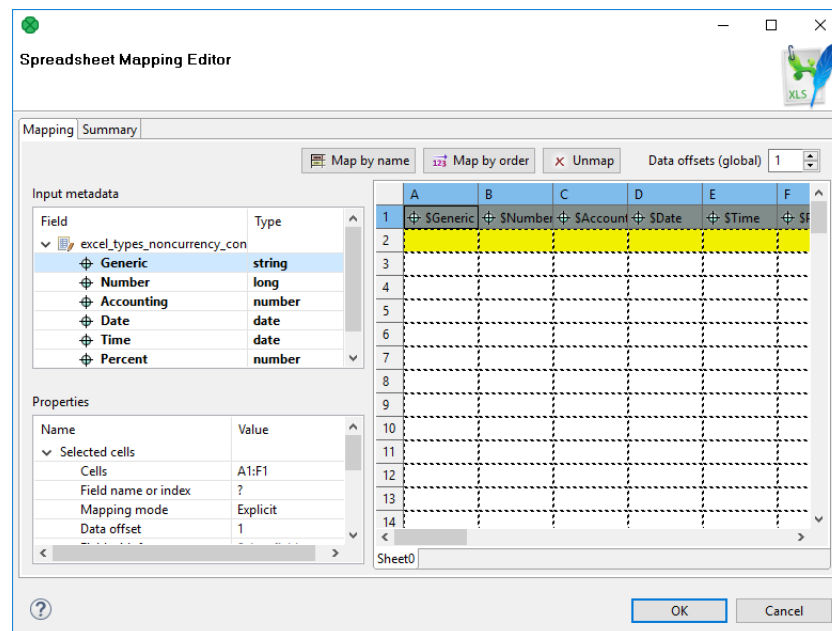 Spreadsheet Mapping Editor
XLS
Mapping Summary
Map by name 123 Map by order Unmap Data offsets (global) 1
Input metadata
Field Type
excel_types_noncurrency_con
Generic string
Number long
Accounting number
Date date
Time date
Percent number
Properties
Name Value
Selected cells
Cells A1:F1
Field name or index ?
Mapping mode Explicit
Data offset 1
A B C D E F
1 $Generic $Number $Account $Date $Time
2
3
4
5
6
7
8
9
10
11
12
13
14
Sheet0
? OK Cancel